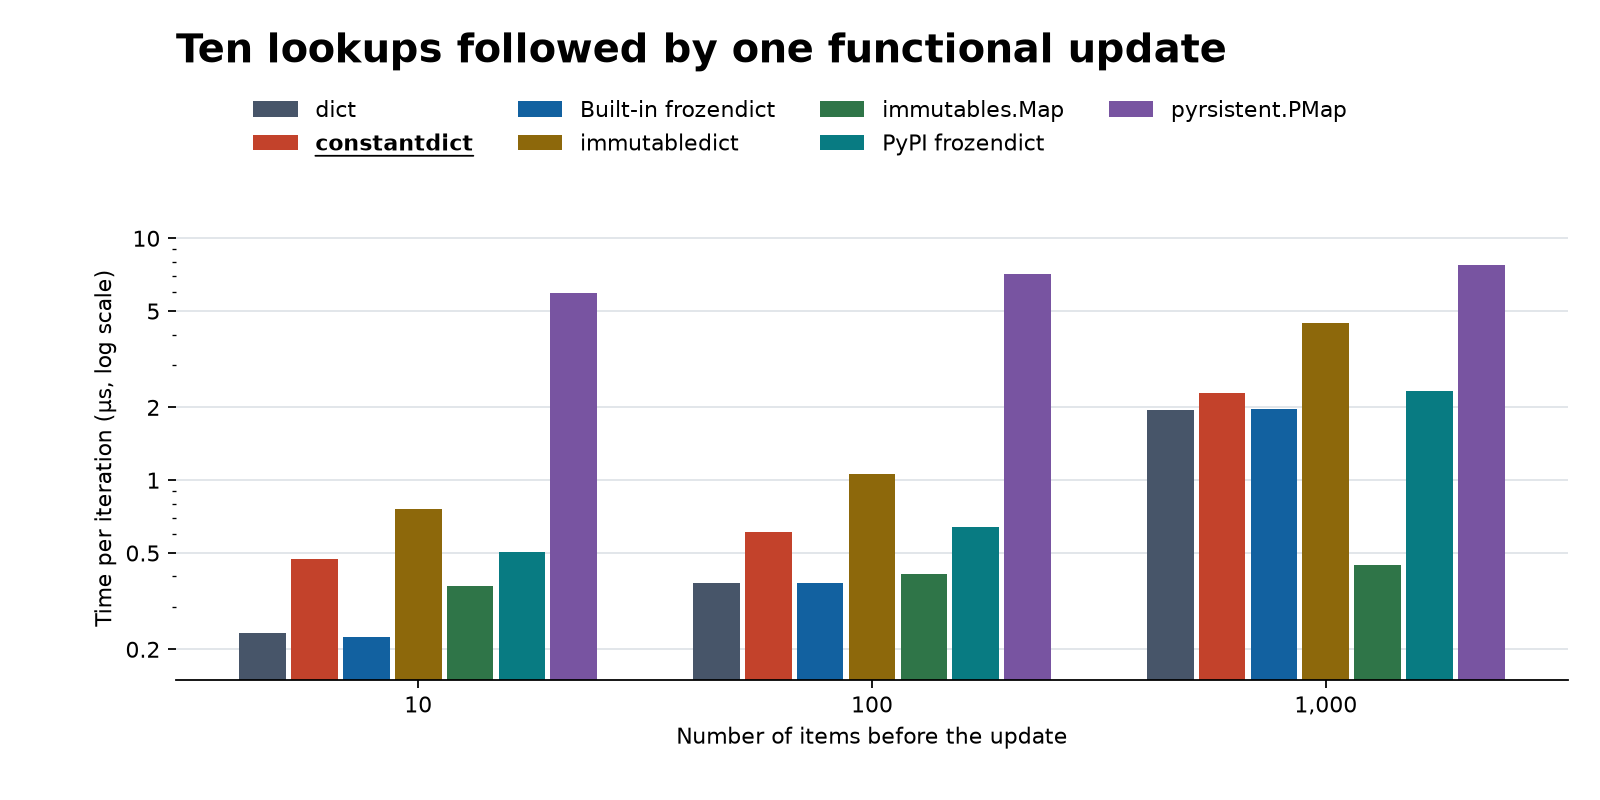 Ten lookups followed by one functional update
dict
Built-in frozendict
immutables.Map
pyrsistent.PMap
constantdict
immutabledict
PyPI frozendict
Time per iteration (µs, log scale)
10
5
2
1
0.5
0.2
10
100
1,000
Number of items before the update